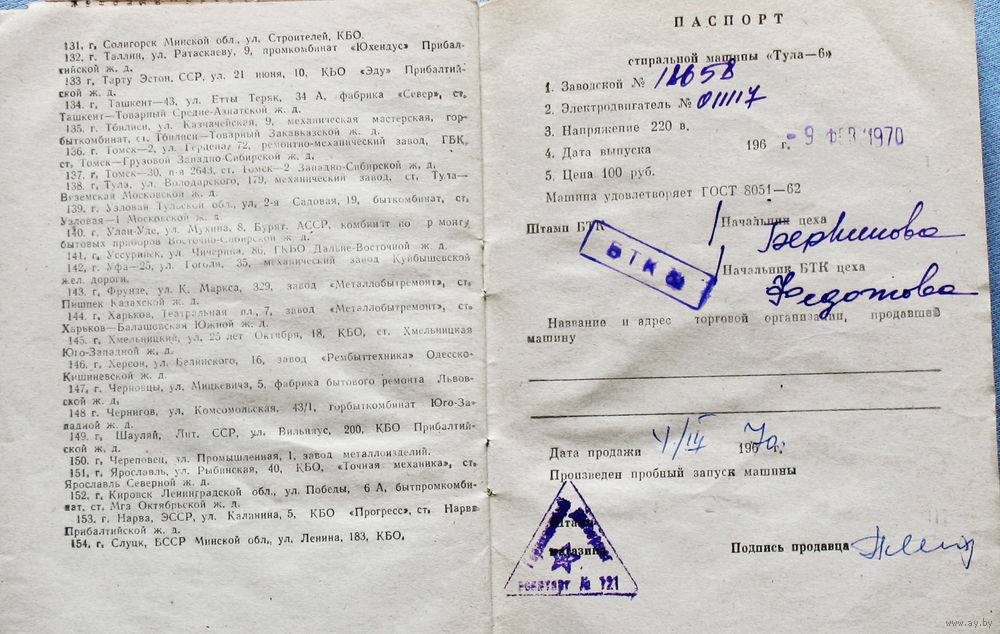 131. г. Солигорск Минской обл., ул. Строителей, КБО.
132. г. Таллин, ул. Ратаскаеву, 9, промкомбинат «Юхендус» Прибал-
тийской ж. д.
133 г. Тарту Эстон. ССР, ул. 21 июня, 10, КБО «Эду» Прибалтий-
ской ж. д.
134. г. Ташкент—43, ул. Етты Теряк, 34 А, фабрика «Север», ст.
Ташкент—Товарный Средне-Азиатской ж. д.
135. г. Тбилиси, ул. Казначейская, 9, механическая мастерская, гор-
быткомбинат, ст. Тбилиси—Товарный Закавказской ж. д.
136. г. Томск—2, ул. Герцена, 72, ремонтно-механический завод, ГБК,
ст. Томск—Грузовой Западно-Сибирской ж. д.
137. г. Томск—30, п-я 2643, ст. Томск—2 Западно-Сибирской ж. д.
138. г. Тула, ул. Володарского, 179, механический завод, ст. Тула—
Вяземская Московской ж. д.
139. г. Узловая Тульской обл., ул. 2-я Садовая, 19, быткомбинат, ст.
Узловая—1 Московской ж. д.
140. г. Улан-Уде, ул. Мухина, 8, Бурят. АССР, комбинат по р монту
бытовых приборов Восточно-Сибирской ж. д.
141. г. Уссурийск, ул. Чичерина, 86, ГКБО Дальне-Восточной ж. д.
142. г. Уфа—25, ул. Гоголя, 35, механический завод Куйбышевской
жел. дороги.
143. г. Фрунзе, ул. К. Маркса, 329, завод «Металлобытремонт», ст.
Пишпек Казахской ж. д.
144. г. Харьков, Театральная пл., 7, завод «Металлобытремонт», ст.
Харьков—Балашовская Южной ж. д.
145. г. Хмельницкий, ул. 25 лет Октября, 18, КБО, ст. Хмельницкая
Юго-Западной ж. д.
146. г. Херсон, ул. Белинского, 16, завод «Рембыттехника» Одесско-
Кишиневской ж. д.
147. г. Черновцы, ул. Мицкевича, 5, фабрика бытового ремонта Львов-
ской ж. д.
148 г. Чернигов, ул. Комсомольская, 43/1, горбыткомбинат Юго-За-
падной ж. д.
149. г. Шауляй, Лит. ССР, ул. Вильняус, 200, КБО Прибалтий-
ской ж. д.
150. г. Череповец, ул. Промышленная, 1, завод металлоизделий.
151. г. Ярославль, ул. Рыбинская, 40, КБО, «Точная механика», ст.
Ярославль Северной ж. д.
152. г. Кировск Ленинградской обл., ул. Победы, 6 А, бытпромкомби-
нат, ст. Мга Октябрьской ж. д.
153. г. Нарва, ЭССР, ул. Калинина, 5, КБО «Прогресс», ст. Нарва
Прибалтийской ж. д.
154. г. Слуцк, БССР Минской обл., ул. Ленина, 183, КБО.
ПАСПОРТ
стиральной машины «Тула—6»
1. Заводской № 18658
2. Электродвигатель № 011117
3. Напряжение 220 в.
4. Дата выпуска 196 г. - 9 ФЕВ 1970
5. Цена 100 руб.
Машина удовлетворяет ГОСТ 8051—62
Штамп БТК
БТК
Начальник цеха
Начальник БТК цеха
Федотова
Название и адрес торговой организации, продавшей
машину
Дата продажи 4/III 1970г.
Произведен пробный запуск машины
Штамп
магазина
№ 121
Подпись продавца
www.ay.by